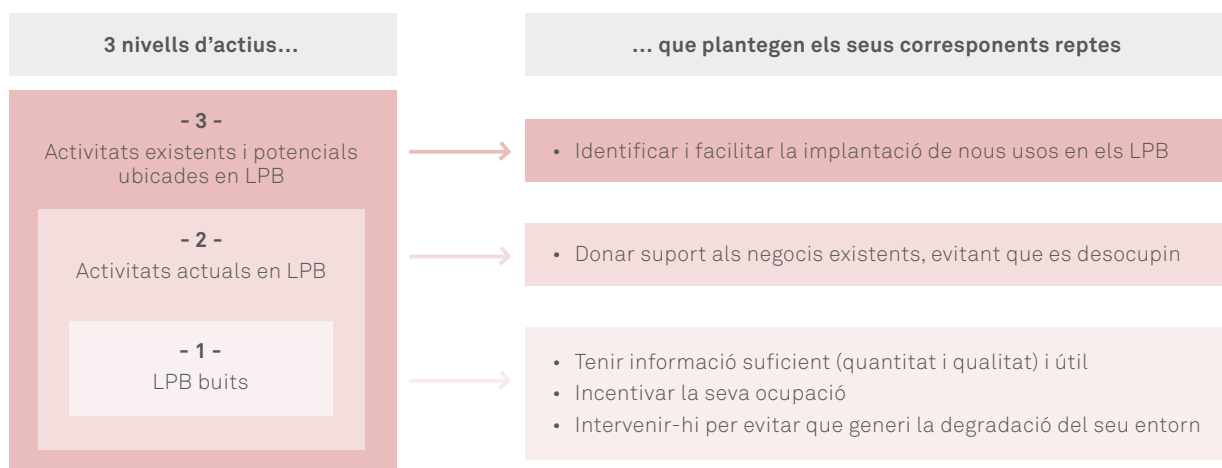 3 nivells d’actius...
... que plantegen els seus corresponents reptes
- 3 -
Activitats existents i potencials
ubicades en LPB
• Identificar i facilitar la implantació de nous usos en els LPB
- 2 -
Activitats actuals en LPB
• Donar suport als negocis existents, evitant que es desocupin
- 1 -
LPB buits
• Tenir informació suficient (quantitat i qualitat) i útil
• Incentivar la seva ocupació
• Intervenir-hi per evitar que generi la degradació del seu entorn